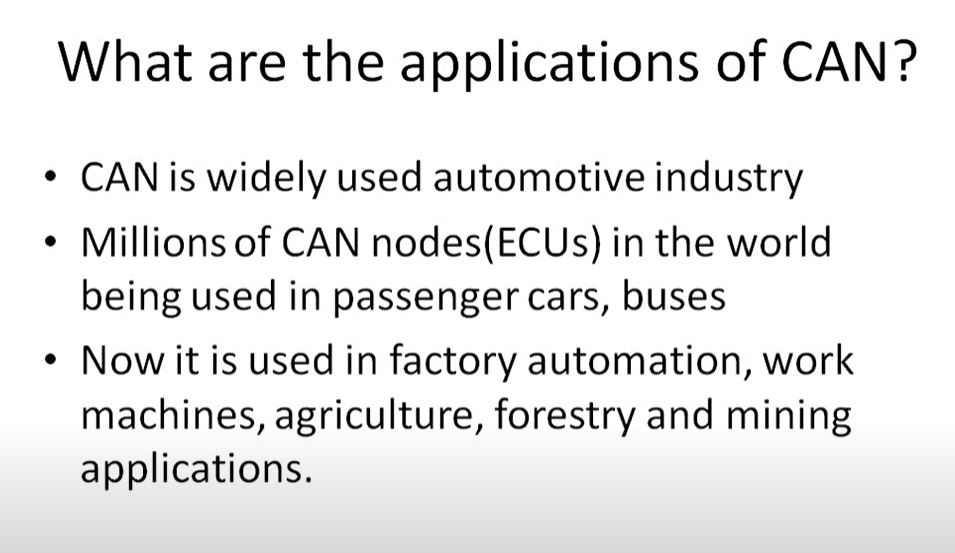 What are the applications of CAN?
• CAN is widely used automotive industry
• Millions of CAN nodes(ECUs) in the world
being used in passenger cars, buses
• Now it is used in factory automation, work
machines, agriculture, forestry and mining
applications.